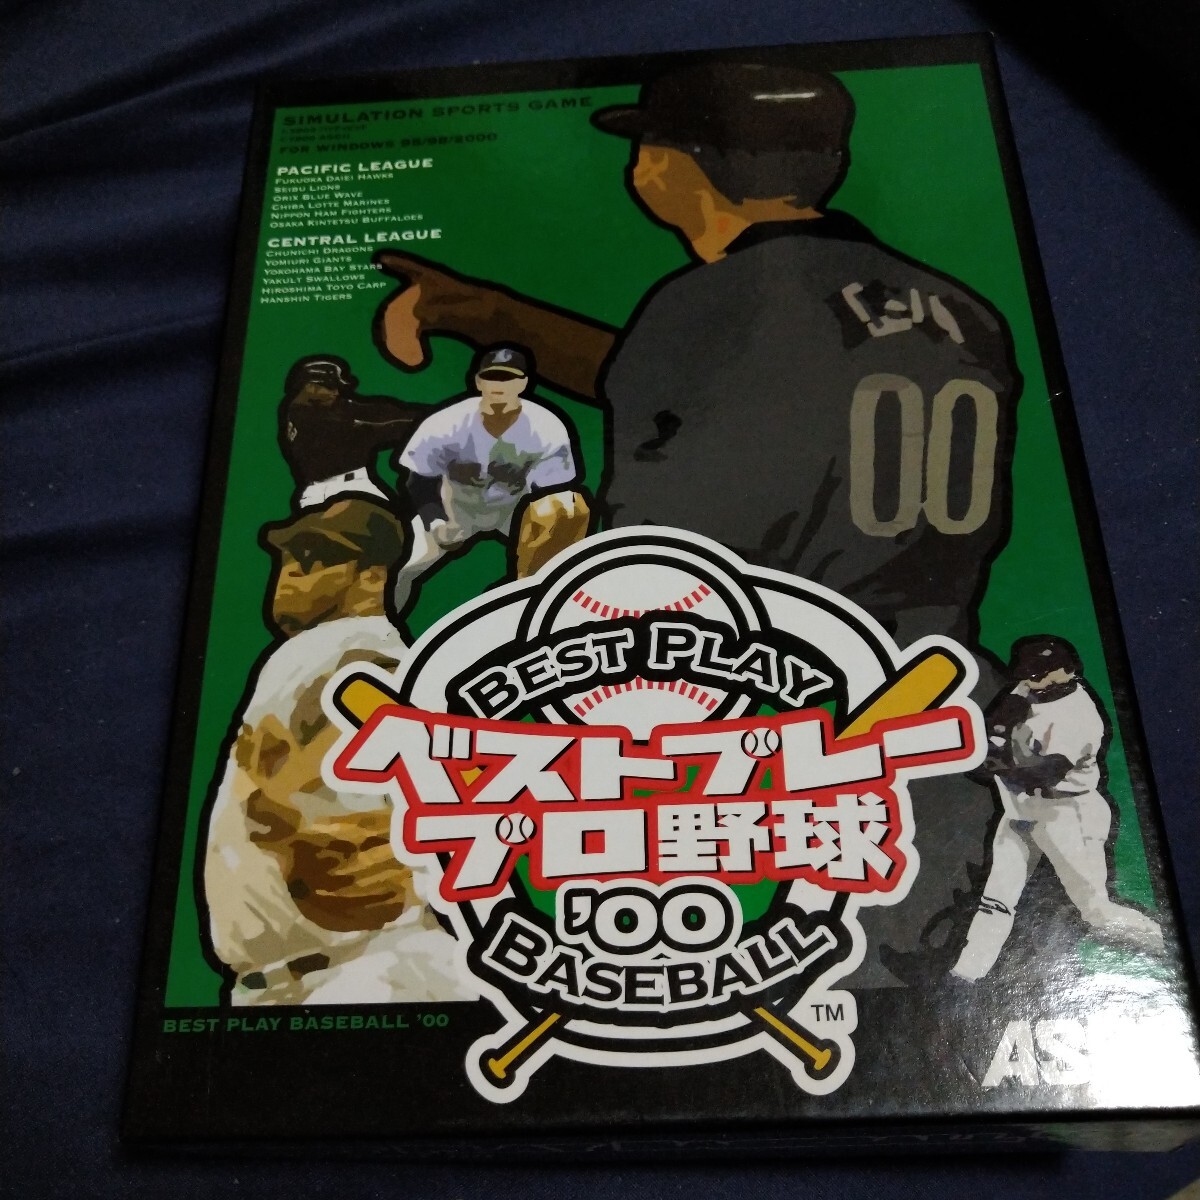 SIMULATION SPORTS GAME
FOR WINDOWS 95/98/2000
PACIFIC LEAGUE
FUKUOKA DAIEI HAWKS
SEIBU LIONS
ORIX BLUE WAVE
CHIBA LOTTE MARINES
NIPPON HAM FIGHTERS
OSAKA KINTETSU BUFFALOES
CENTRAL LEAGUE
CHUNICHI DRAGONS
YOMIURI GIANTS
YOKOHAMA BAY STARS
YAKULT SWALLOWS
HIROSHIMA TOYO CARP
HANSHIN TIGERS
00
BEST PLAY
ベストプレー
プロ野球
'00
BASEBALL
TM
BEST PLAY BASEBALL '00